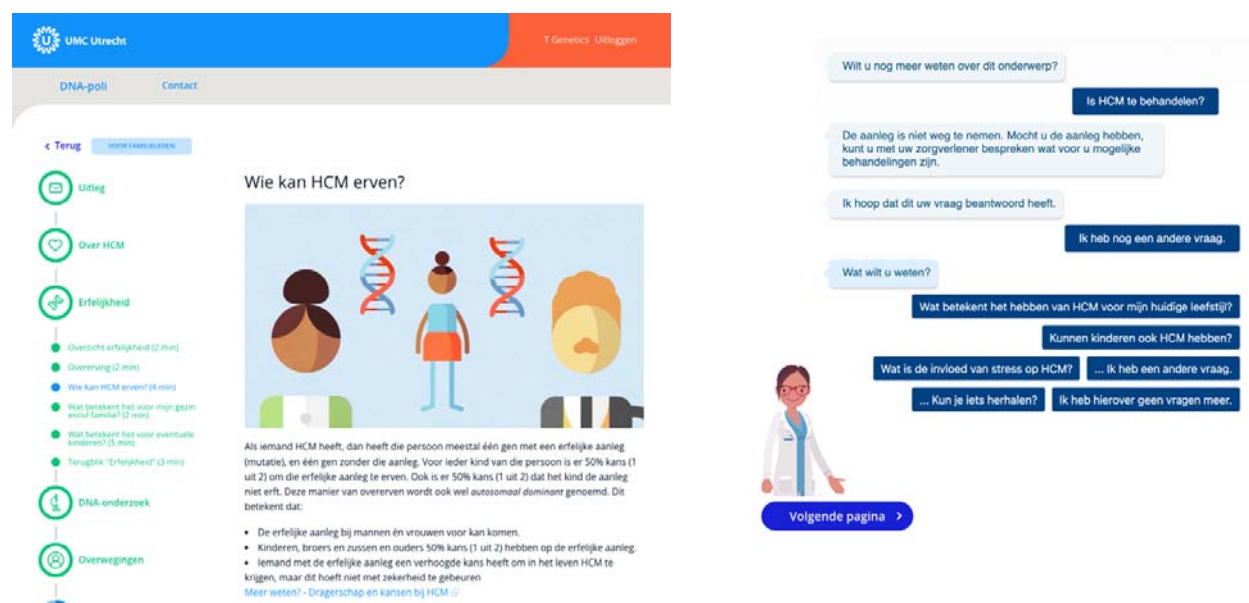 UMC Utrecht
T Genetics Uitloggen
DNA-poli
Contact
Terug
VOOR FAMILIELEDEN
Uitleg
Over HCM
Erfelijkheid
Overzicht erfelijkheid (2 min)
Overerving (2 min)
Wie kan HCM erven? (4 min)
Wat betekent het voor mijn gezin
en/of familie? (2 min)
Wat betekent het voor eventuele
kinderen? (5 min)
Terugblik "Erfelijkheid" (3 min)
DNA-onderzoek
Overwegingen
Wie kan HCM erven?
Als iemand HCM heeft, dan heeft die persoon meestal één gen met een erfelijke aanleg
(mutatie), en één gen zonder die aanleg. Voor ieder kind van die persoon is er 50% kans (1
uit 2) om die erfelijke aanleg te erven. Ook is er 50% kans (1 uit 2) dat het kind de aanleg
niet erft. Deze manier van overerven wordt ook wel autosomaal dominant genoemd. Dit
betekent dat:
• De erfelijke aanleg bij mannen én vrouwen voor kan komen.
• Kinderen, broers en zussen en ouders 50% kans (1 uit 2) hebben op de erfelijke aanleg.
• Iemand met de erfelijke aanleg een verhoogde kans heeft om in het leven HCM te
krijgen, maar dit hoeft niet met zekerheid te gebeuren
Meer weten? - Dragerschap en kansen bij HCM
Wilt u nog meer weten over dit onderwerp?
Is HCM te behandelen?
De aanleg is niet weg te nemen. Mocht u de aanleg hebben,
kunt u met uw zorgverlener bespreken wat voor u mogelijke
behandelingen zijn.
Ik hoop dat dit uw vraag beantwoord heeft.
Ik heb nog een andere vraag.
Wat wilt u weten?
Wat betekent het hebben van HCM voor mijn huidige leefstijl?
Kunnen kinderen ook HCM hebben?
Wat is de invloed van stress op HCM?
... Ik heb een andere vraag.
... Kun je iets herhalen?
Ik heb hierover geen vragen meer.
Volgende pagina